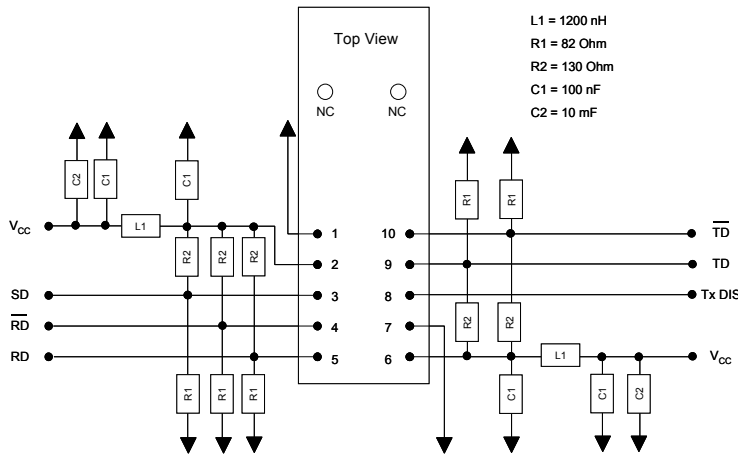 L1 = 1200 nH
R1 = 82 Ohm
R2 = 130 Ohm
C1 = 100 nF
C2 = 10 mF
Top View
NC NC
C2 C1 C1 R1 R1
VCC L1 1 10 TD
R2 R2 R2 2 9 TD
SD 3 8 Tx DIS
RD 4 7 R2 R2
RD 5 6 L1 VCC
R1 R1 R1 C1 C1 C2